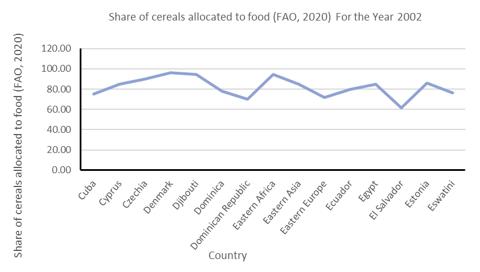 Share of cereals allocated to food (FAO, 2020) For the Year 2002
Share of cereals allocated to food (FAO, 2020)
120.00
100.00
80.00
60.00
40.00
20.00
0.00
Cuba
Cyprus
Czechia
Denmark
Djibouti
Dominica
Dominican Republic
Eastern Africa
Eastern Asia
Eastern Europe
Ecuador
Egypt
El Salvador
Estonia
Eswatini
Country